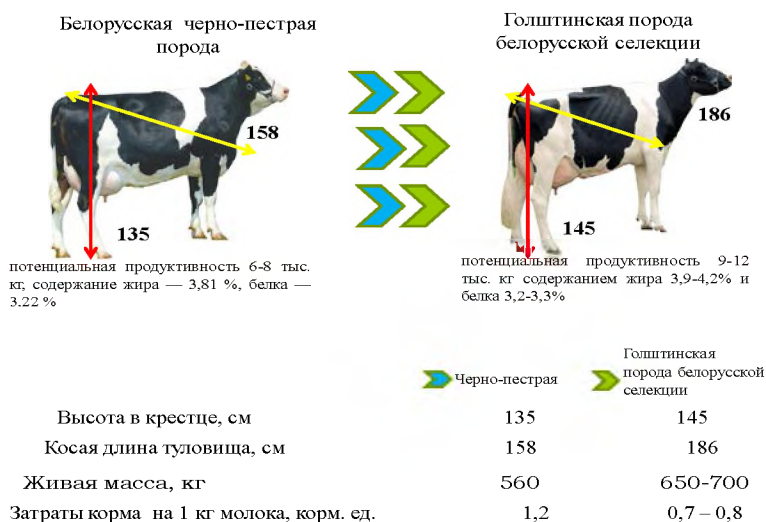 Белорусская черно-пестрая
порода
Голштинская порода
белорусской селекции
158
135
186
145
потенциальная продуктивность 6-8 тыс.
кг, содержание жира — 3,81 %, белка —
3.22 %
потенциальная продуктивность 9-12
тыс. кг содержанием жира 3,9-4,2% и
белка 3,2-3,3%
Черно-пестрая
Голштинская
порода белорусской
селекции
Высота в крестце, см 135 145
Косая длина туловища, см 158 186
Живая масса, кг 560 650-700
Затраты корма на 1 кг молока, корм. ед. 1,2 0,7 – 0,8